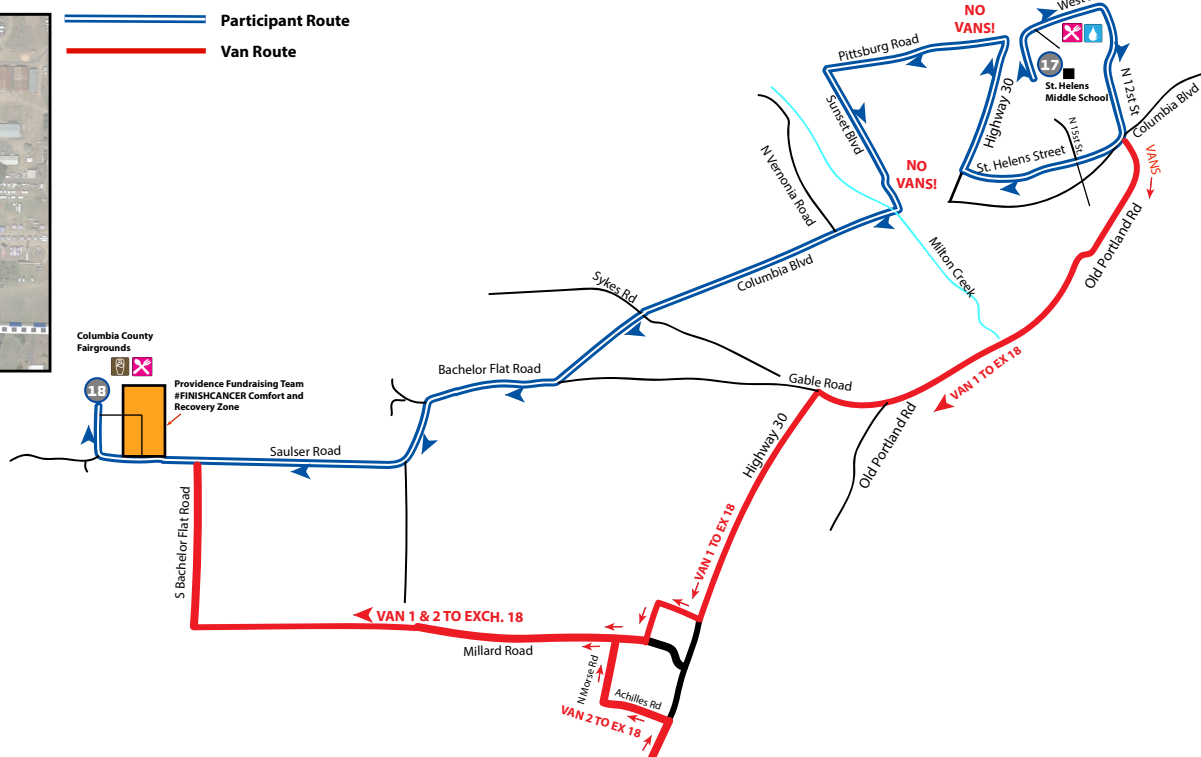 Participant Route
Van Route
NO
VANS!
West
Pittsburg Road
17
St. Helens
Middle School
N 12st St
Columbia Blvd
Highway 30
N 15st St.
St. Helens Street
Sunset Blvd
VANS
NO
VANS!
N Vernonia Road
Old Portland Rd
Milton Creek
Columbia Blvd
Sykes Rd
Columbia County
Fairgrounds
18
Providence Fundraising Team
#FINISHCANCER Comfort and
Recovery Zone
Bachelor Flat Road
Gable Road
VAN 1 TO EX 18
Old Portland Rd
Highway 30
Saulser Road
S Bachelor Flat Road
VAN 1 TO EX 18
VAN 1 & 2 TO EXCH. 18
Millard Road
N Morse Rd
Achilles Rd
VAN 2 TO EX 18